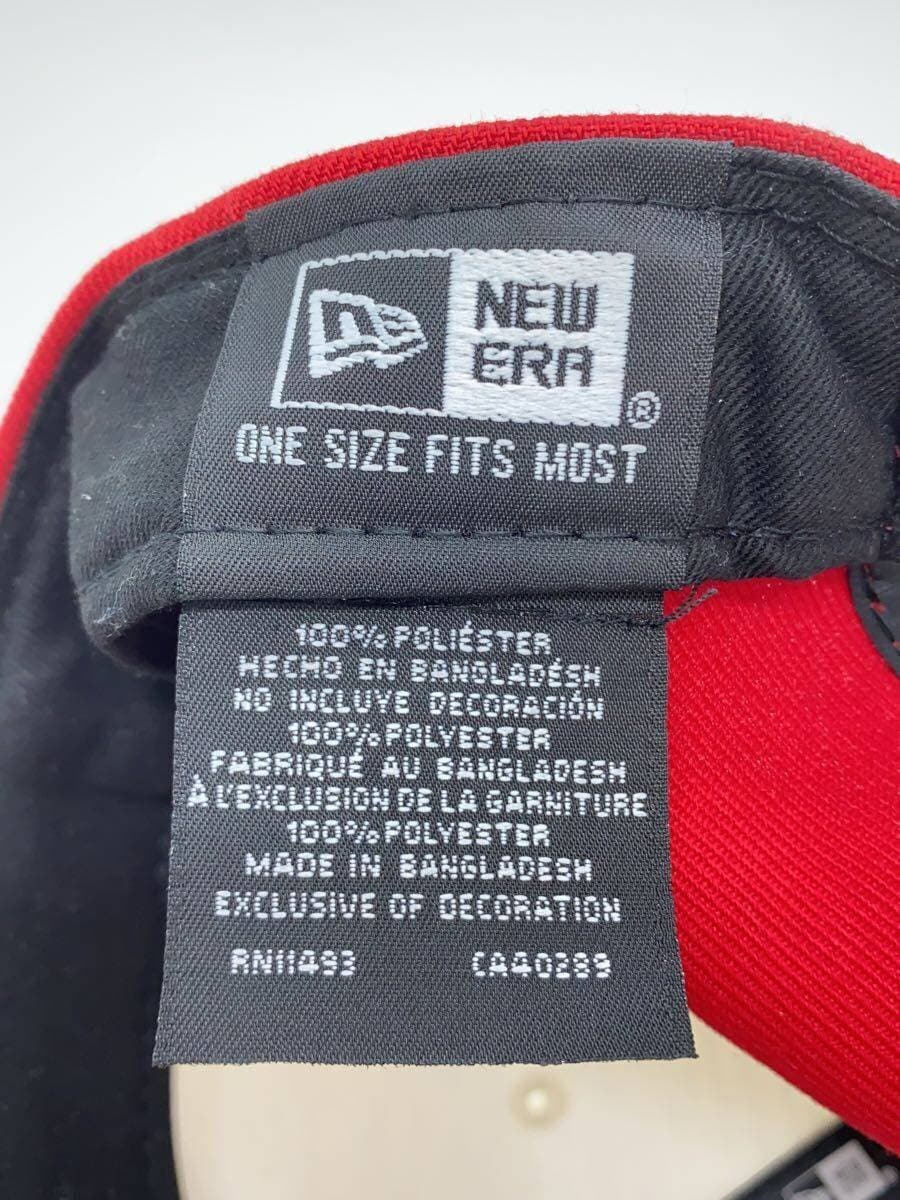 NEW
ERA
®
ONE SIZE FITS MOST
100% POLIÉSTER
HECHO EN BANGLADÉSH
NO INCLUYE DECORACIÓN
100% POLYESTER
FABRIQUÉ AU BANGLADESH
À L'EXCLUSION DE LA GARNITURE
100% POLYESTER
MADE IN BANGLADESH
EXCLUSIVE OF DECORATION
RN11493 CA40289